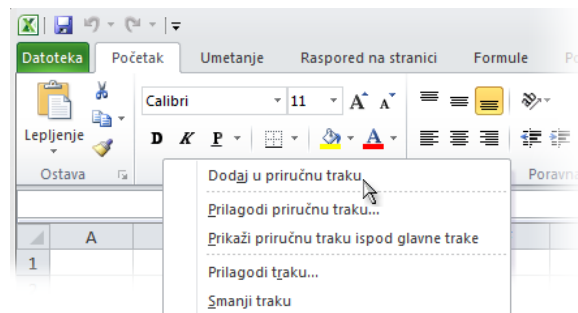 Datoteka Početak Umetanje Raspored na stranici Formule
Calibri 11 A A
Lepljenje
D K P A
Ostava
Dodaj u priručnu traku
Prilagodi priručnu traku...
Prikaži priručnu traku ispod glavne trake
Prilagodi traku...
Smanji traku
A
1